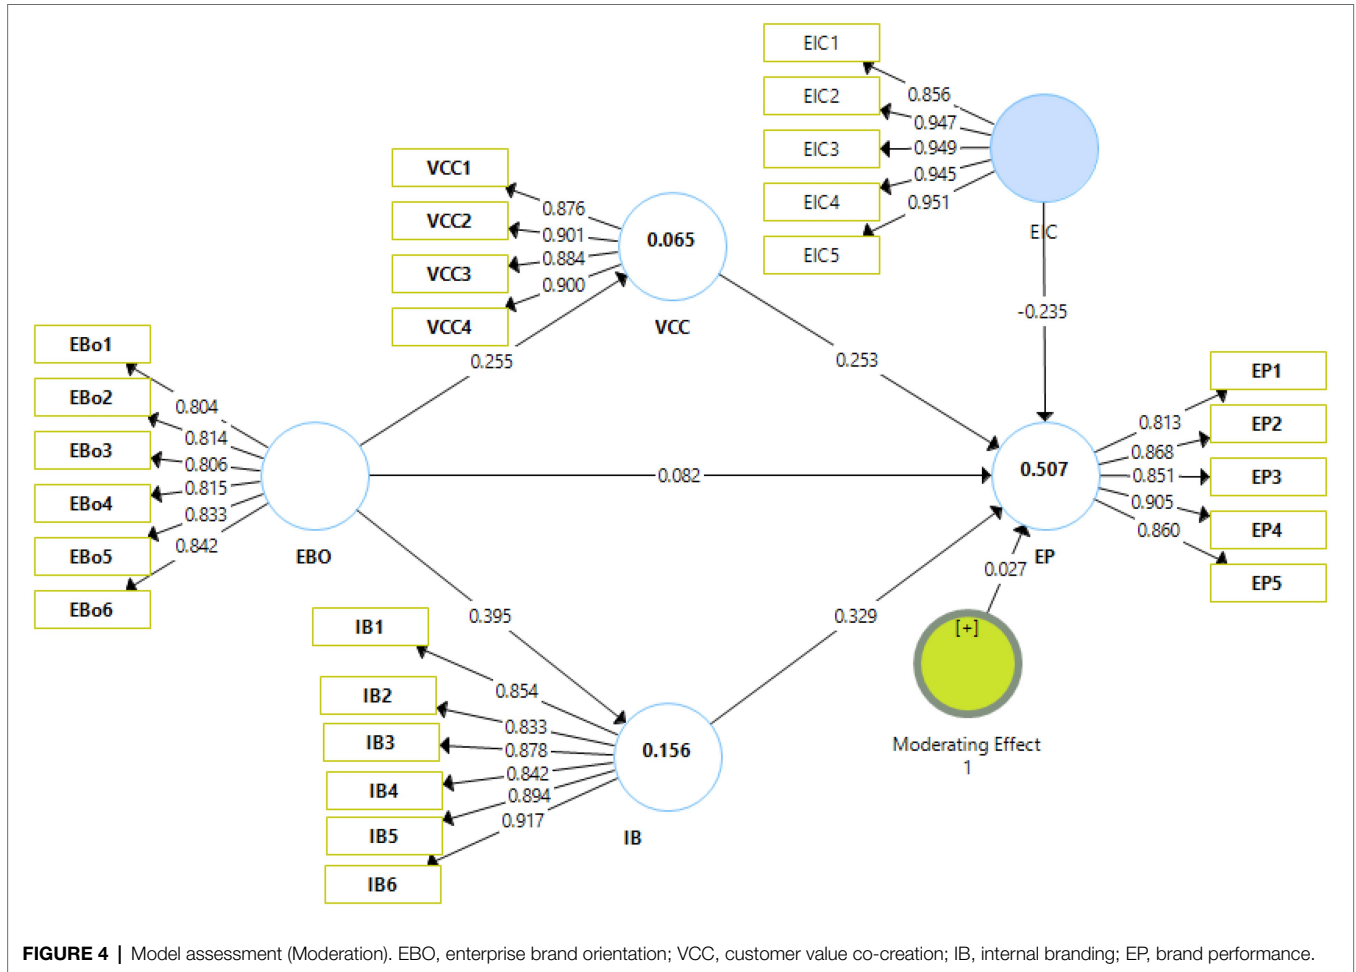 EIC1
EIC2
EIC3
EIC4
EIC5
0.856
0.947
0.949
0.945
0.951
EIC
-0.235
VCC1
VCC2
VCC3
VCC4
0.876
0.901
0.884
0.900
0.065
VCC
0.255
0.253
EBo1
EBo2
EBo3
EBo4
EBo5
EBo6
0.804
0.814
0.806
0.815
0.833
0.842
EBO
0.082
0.507
EP
0.813
0.868
0.851
0.905
0.860
EP1
EP2
EP3
EP4
EP5
0.395
0.329
0.027
[+]
Moderating Effect
1
IB1
IB2
IB3
IB4
IB5
IB6
0.854
0.833
0.878
0.842
0.894
0.917
0.156
IB
FIGURE 4 | Model assessment (Moderation). EBO, enterprise brand orientation; VCC, customer value co-creation; IB, internal branding; EP, brand performance.